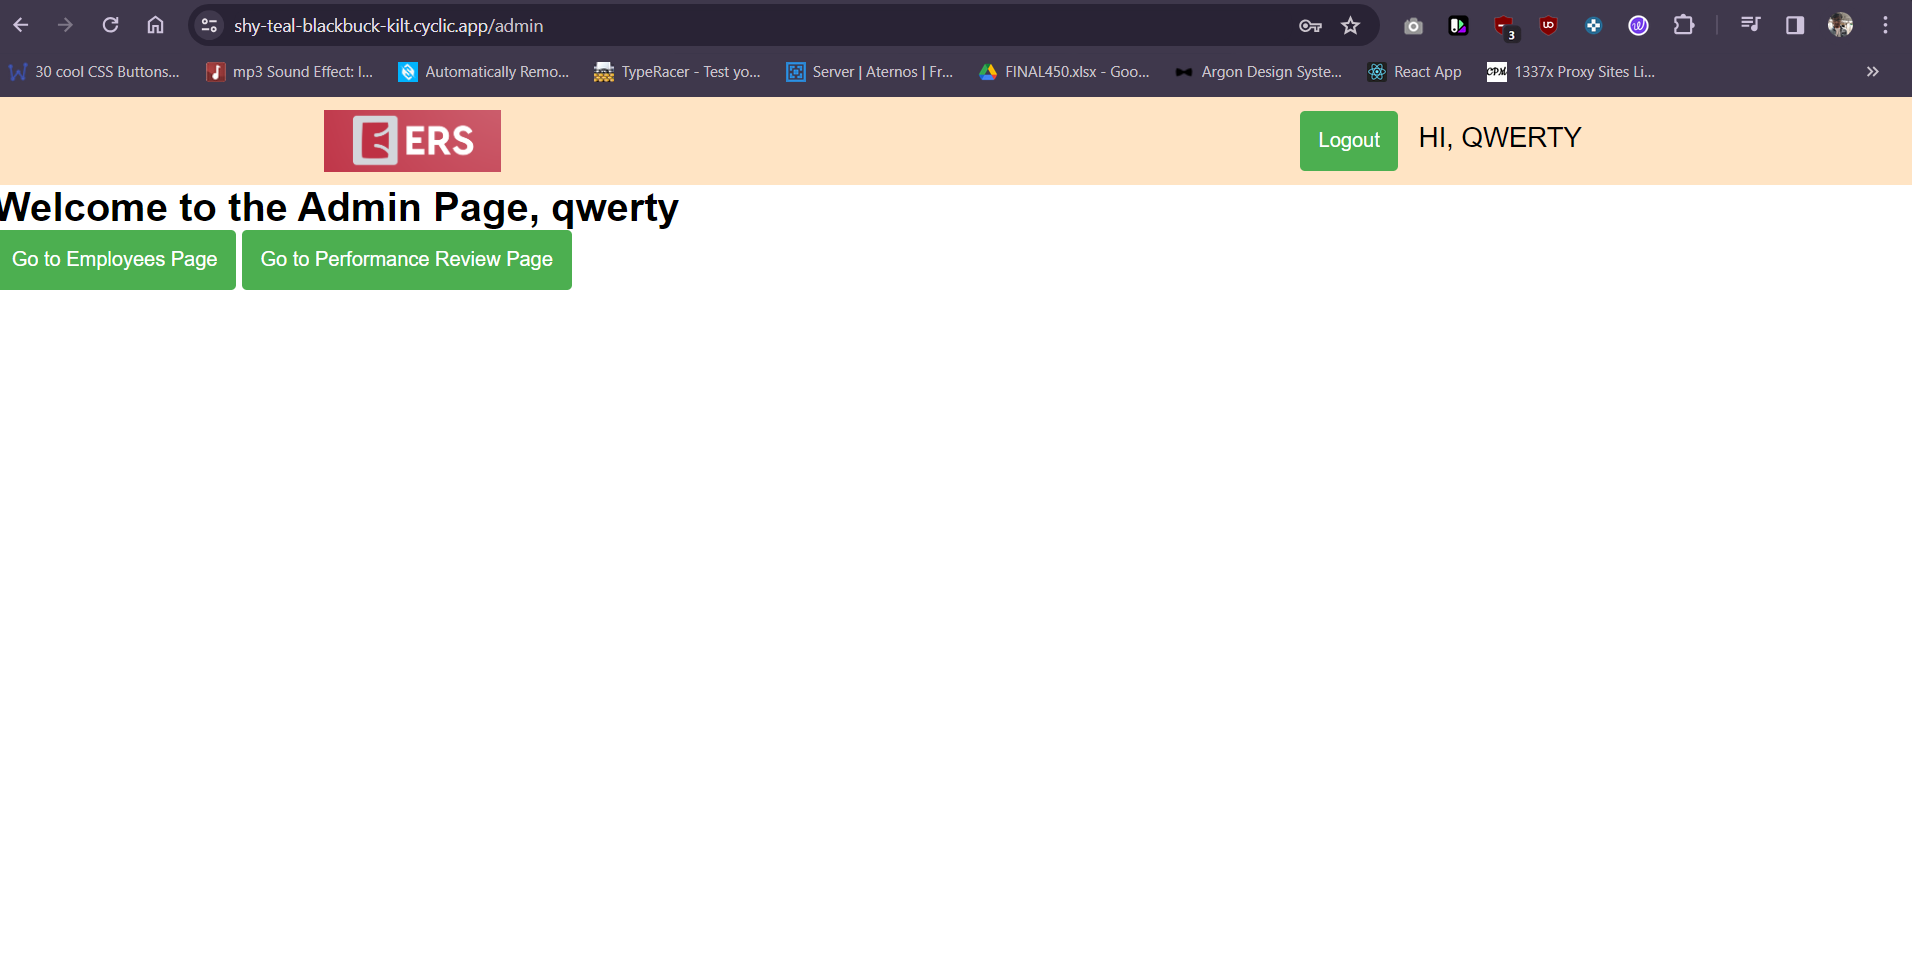 shy-teal-blackbuck-kilt.cyclic.app/admin
3
30 cool CSS Buttons... mp3 Sound Effect: I... Automatically Remo... TypeRacer - Test yo... Server | Aternos | Fr... FINAL450.xlsx - Goo... Argon Design Syste... CPM React App 1337x Proxy Sites Li...
ERS
Logout HI, QWERTY
Welcome to the Admin Page, qwerty
Go to Employees Page Go to Performance Review Page